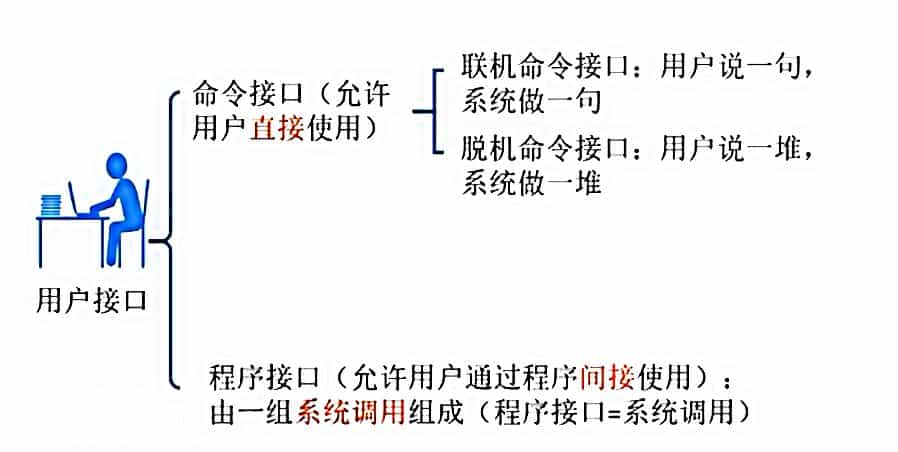 命令接口（允许
用户直接使用）
联机命令接口：用户说一句，
系统做一句
脱机命令接口：用户说一堆，
系统做一堆
用户接口
程序接口（允许用户通过程序间接使用）；
由一组系统调用组成（程序接口=系统调用）